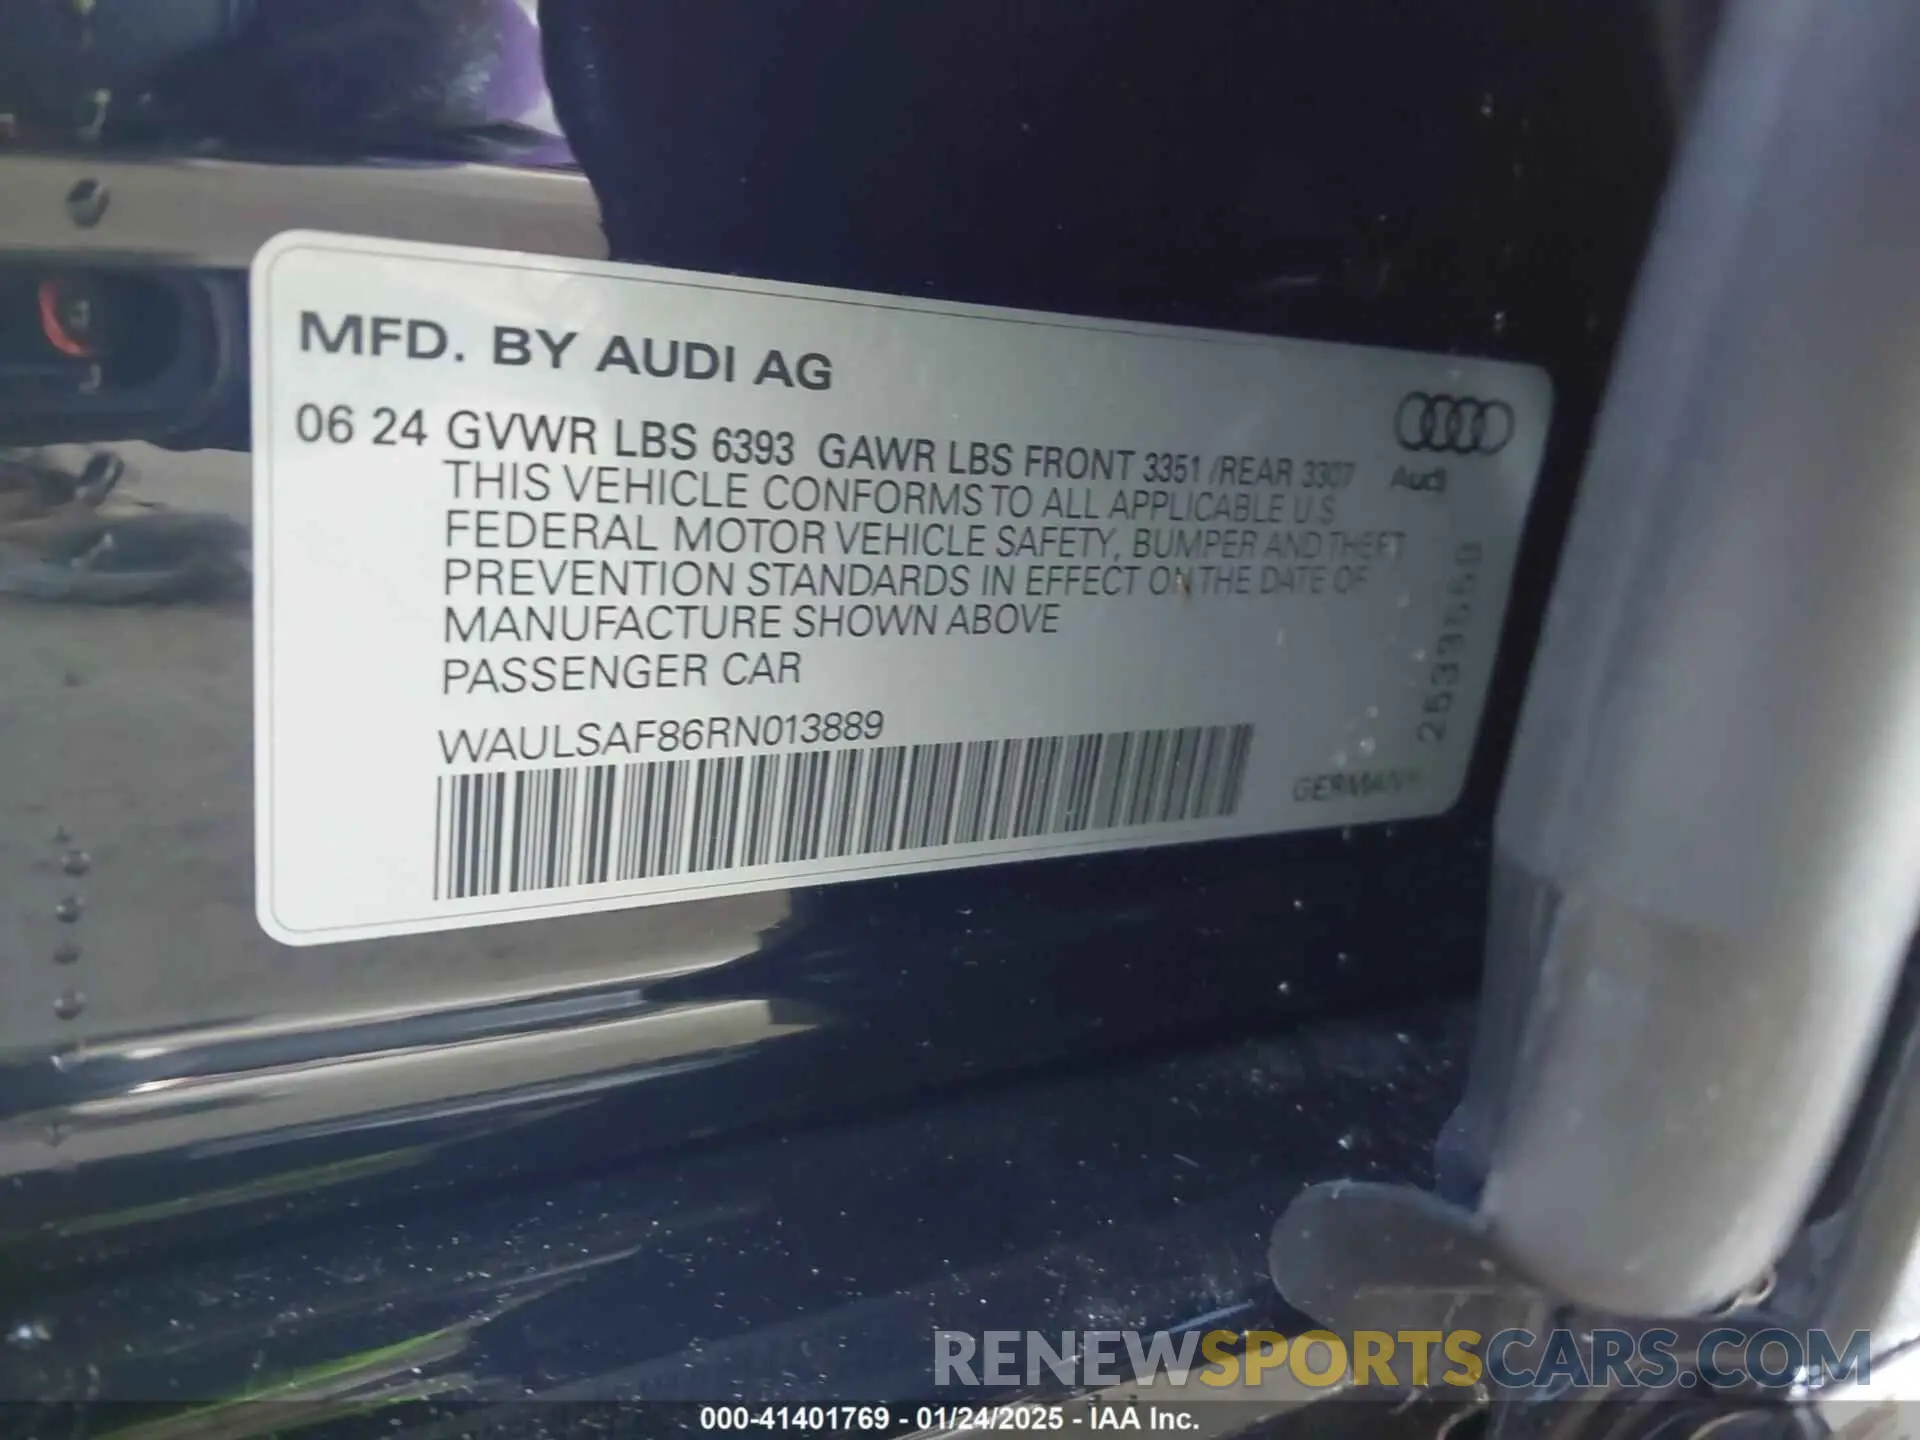 MFD. BY AUDI AG
06 24 GVWR LBS 6393 GAWR LBS FRONT 3351 /REAR 3307
THIS VEHICLE CONFORMS TO ALL APPLICABLE U.S.
FEDERAL MOTOR VEHICLE SAFETY, BUMPER AND THEFT
PREVENTION STANDARDS IN EFFECT ON THE DATE OF
MANUFACTURE SHOWN ABOVE
PASSENGER CAR
WAULSAF86RN013889
Audi
GERMANY
RENEWSPORTSCARS.COM
000-41401769 - 01/24/2025 - IAA Inc.